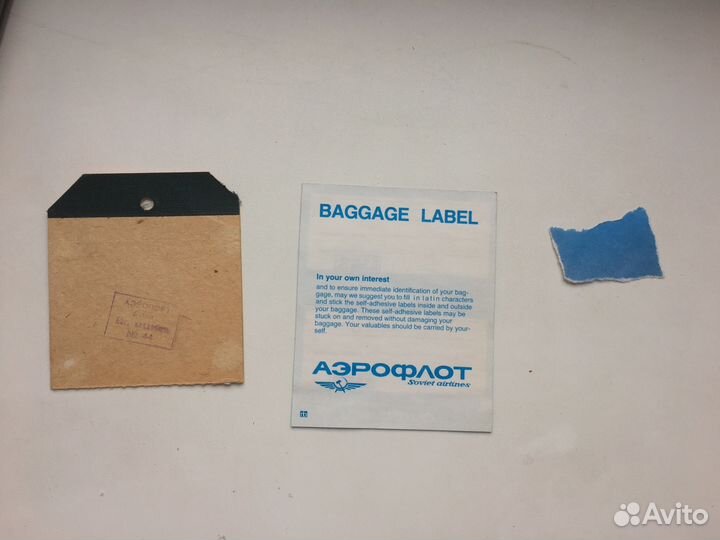 АЭРОФЛОТ
№ 44
BAGGAGE LABEL
In your own interest
and to ensure immediate identification of your bag-
gage, may we suggest you to fill in latin characters
and stick the self-adhesive labels inside and outside
your baggage. These self-adhesive labels may be
stuck on and removed without damaging your
baggage. Your valuables should be carried by your-
self.
АЭРОФЛОТ
Soviet airlines
Avito